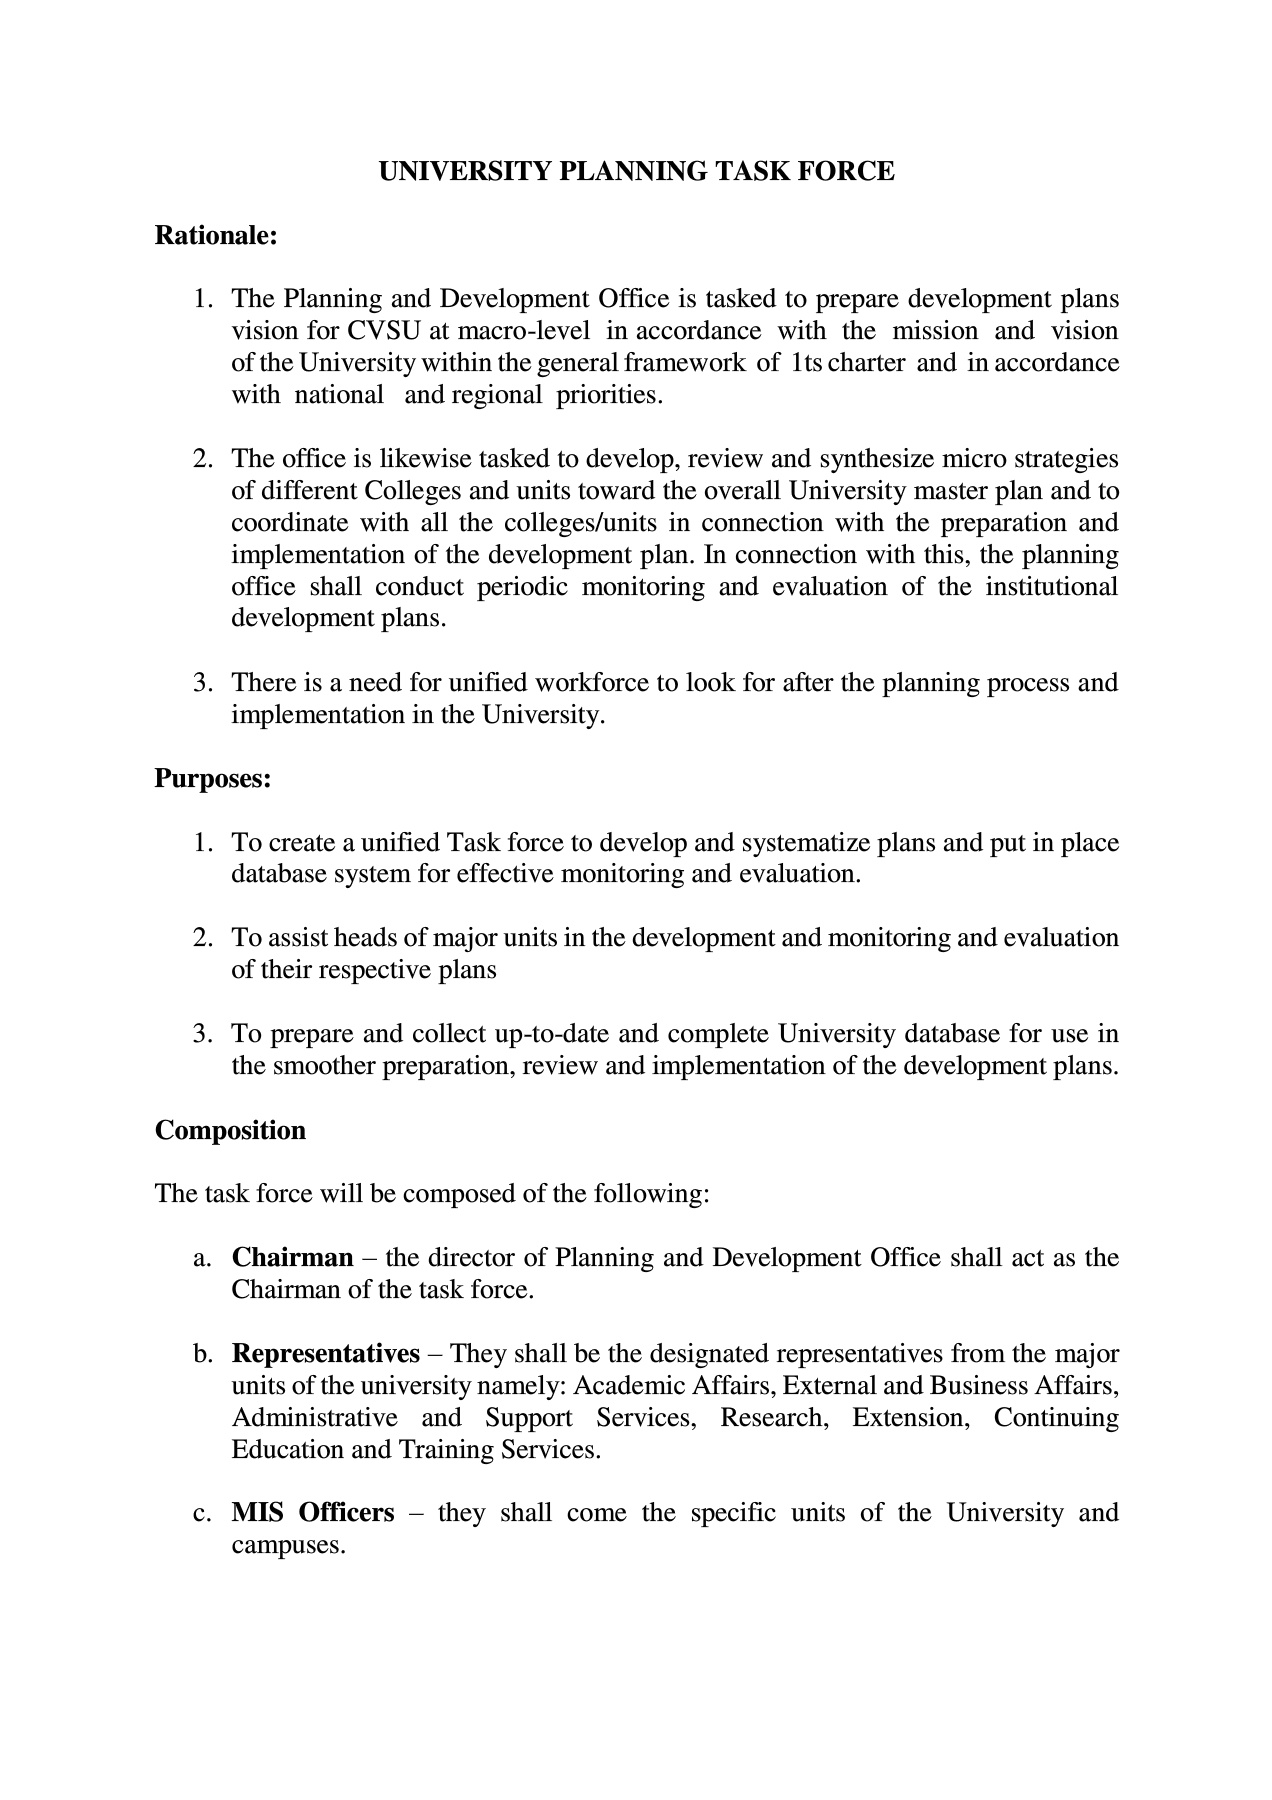 UNIVERSITY PLANNING TASK FORCE
Rationale:
1. The Planning and Development Office is tasked to prepare development plans
vision for CVSU at macro-level in accordance with the mission and vision
of the University within the general framework of 1ts charter and in accordance
with national and regional priorities.
2. The office is likewise tasked to develop, review and synthesize micro strategies
of different Colleges and units toward the overall University master plan and to
coordinate with all the colleges/units in connection with the preparation and
implementation of the development plan. In connection with this, the planning
office shall conduct periodic monitoring and evaluation of the institutional
development plans.
3. There is a need for unified workforce to look for after the planning process and
implementation in the University.
Purposes:
1. To create a unified Task force to develop and systematize plans and put in place
database system for effective monitoring and evaluation.
2. To assist heads of major units in the development and monitoring and evaluation
of their respective plans
3. To prepare and collect up-to-date and complete University database for use in
the smoother preparation, review and implementation of the development plans.
Composition
The task force will be composed of the following:
a. Chairman – the director of Planning and Development Office shall act as the
Chairman of the task force.
b. Representatives – They shall be the designated representatives from the major
units of the university namely: Academic Affairs, External and Business Affairs,
Administrative and Support Services, Research, Extension, Continuing
Education and Training Services.
c. MIS Officers – they shall come the specific units of the University and
campuses.